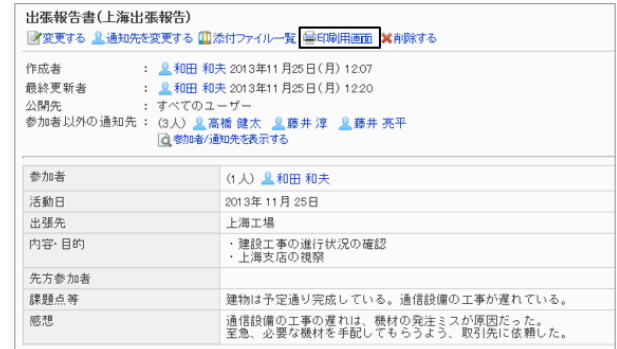 出張報告書(上海出張報告)
変更する 通知先を変更する 添付ファイル一覧 印刷用画面 削除する
作成者 : 和田 和夫 2013年11月25日(月) 12:07
最終更新者 : 和田 和夫 2013年11月25日(月) 12:20
公開先 : すべてのユーザー
参加者以外の通知先 : (3人) 高橋 健太 藤井 淳 藤井 亮平
参加者/通知先を表示する
参加者 (1人) 和田 和夫
活動日 2013年 11月 25日
出張先 上海工場
内容・目的 ・建設工事の進行状況の確認
・上海支店の視察
先方参加者
課題点等 建物は予定通り完成している。通信設備の工事が遅れている。
感想 通信設備の工事の遅れは、機材の発注ミスが原因だった。
至急、必要な機材を手配してもらうよう、取引先に依頼した。